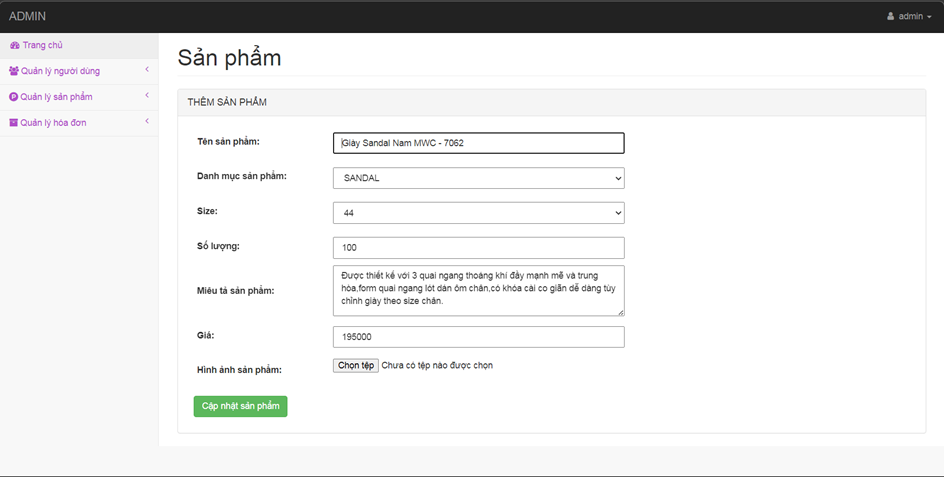 ADMIN
admin
Trang chủ
Quản lý người dùng
Quản lý sản phẩm
Quản lý hóa đơn
Sản phẩm
THÊM SẢN PHẨM
Tên sản phẩm:
Giày Sandal Nam MWC - 7062
Danh mục sản phẩm:
SANDAL
Size:
44
Số lượng:
100
Miêu tả sản phẩm:
Được thiết kế với 3 quai ngang thoáng khí đầy mạnh mẽ và trung
hòa,form quai ngang lót dán ôm chân,có khóa cài co giãn dễ dàng tùy
chỉnh giày theo size chân.
Giá:
195000
Hình ảnh sản phẩm:
Chọn tệp Chưa có tệp nào được chọn
Cập nhật sản phẩm